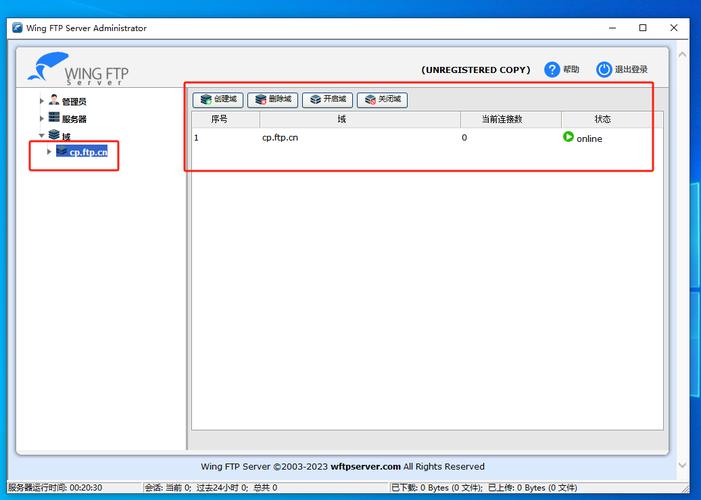 Wing FTP Server Administrator
WING FTP
Server
(UNREGISTERED COPY) 帮助 退出登录
管理员
服务器
域
cp.ftp.cn
创建域 删除域 开启域 关闭域
序号 域 当前连接数 状态
1 cp.ftp.cn 0 online
Wing FTP Server ©2003-2023 wftpserver.com All Rights Reserved
服务器运行时间: 00:20:30 会话: 当前 0; 过去24小时 0; 总共 0 已下载: 0 Bytes (0 文件); 已上传: 0 Bytes (0 文件)